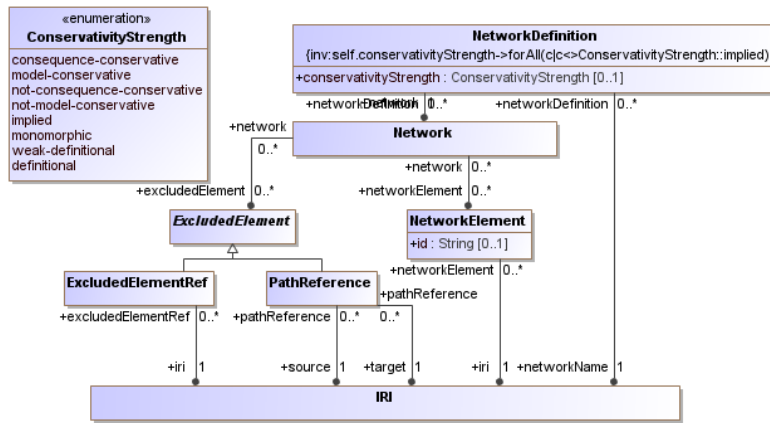 «enumeration»
ConservativityStrength
consequence-conservative
model-conservative
not-consequence-conservative
not-model-conservative
implied
monomorphic
weak-definitional
definitional
NetworkDefinition
{inv:self.conservativityStrength->forAll(c|c<>ConservativityStrength::implied)}
+conservativityStrength : ConservativityStrength [0..1]
+networkDefinition 0..* +networkDefinition 0..*
+network 1
Network
+network
0..*
+network 0..*
+excludedElement 0..*
+networkElement 0..*
ExcludedElement
NetworkElement
+id : String [0..1]
+networkElement 0..*
ExcludedElementRef
PathReference
+pathReference
+excludedElementRef 0..* +pathReference 0..* 0..*
+iri 1 +source 1 +target 1 +iri 1 +networkName 1
IRI